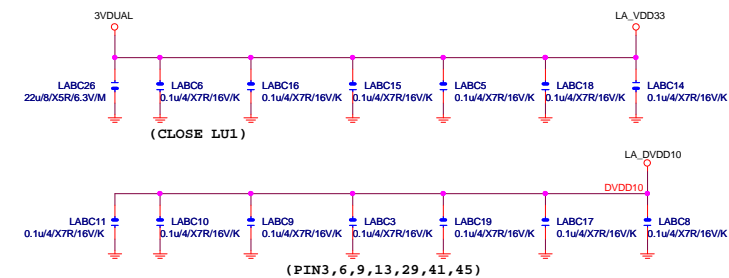 3VDUAL LA_VDD33
LABC26 LABC6 LABC16 LABC15 LABC5 LABC18 LABC14
22u/8/X5R/6.3V/M 0.1u/4/X7R/16V/K 0.1u/4/X7R/16V/K 0.1u/4/X7R/16V/K 0.1u/4/X7R/16V/K 0.1u/4/X7R/16V/K 0.1u/4/X7R/16V/K
(CLOSE LU1)
LA_DVDD10
DVDD10
LABC11 LABC10 LABC9 LABC3 LABC19 LABC17 LABC8
0.1u/4/X7R/16V/K 0.1u/4/X7R/16V/K 0.1u/4/X7R/16V/K 0.1u/4/X7R/16V/K 0.1u/4/X7R/16V/K 0.1u/4/X7R/16V/K 0.1u/4/X7R/16V/K
(PIN3,6,9,13,29,41,45)